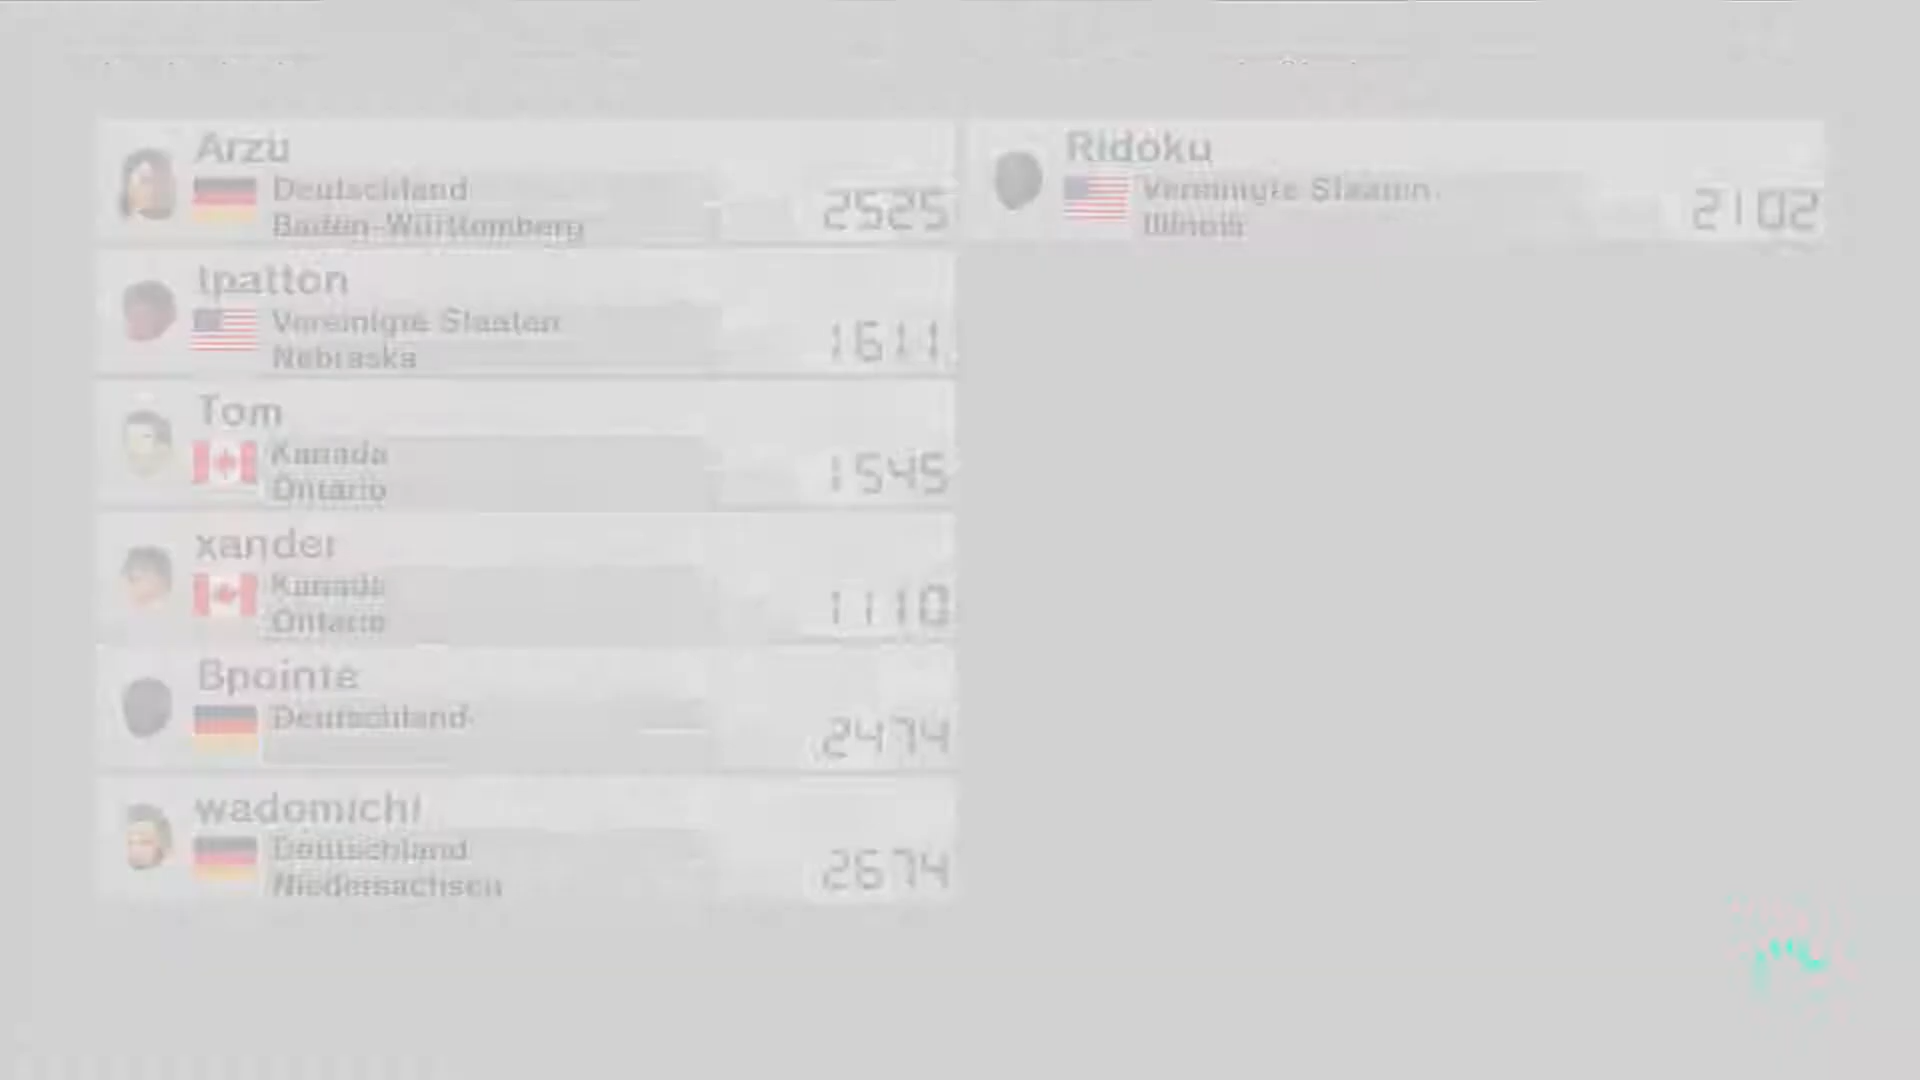 Arzu
Deutschland
Baden-Württemberg
2525
tpatton
Vereinigte Staaten
Nebraska
1611
Tom
Kanada
Ontario
1545
xander
Kanada
Ontario
1110
Bpointe
Deutschland
2474
wadomichi
Deutschland
Niedersachsen
2674
Ridoku
Vereinigte Staaten
Illinois
2102